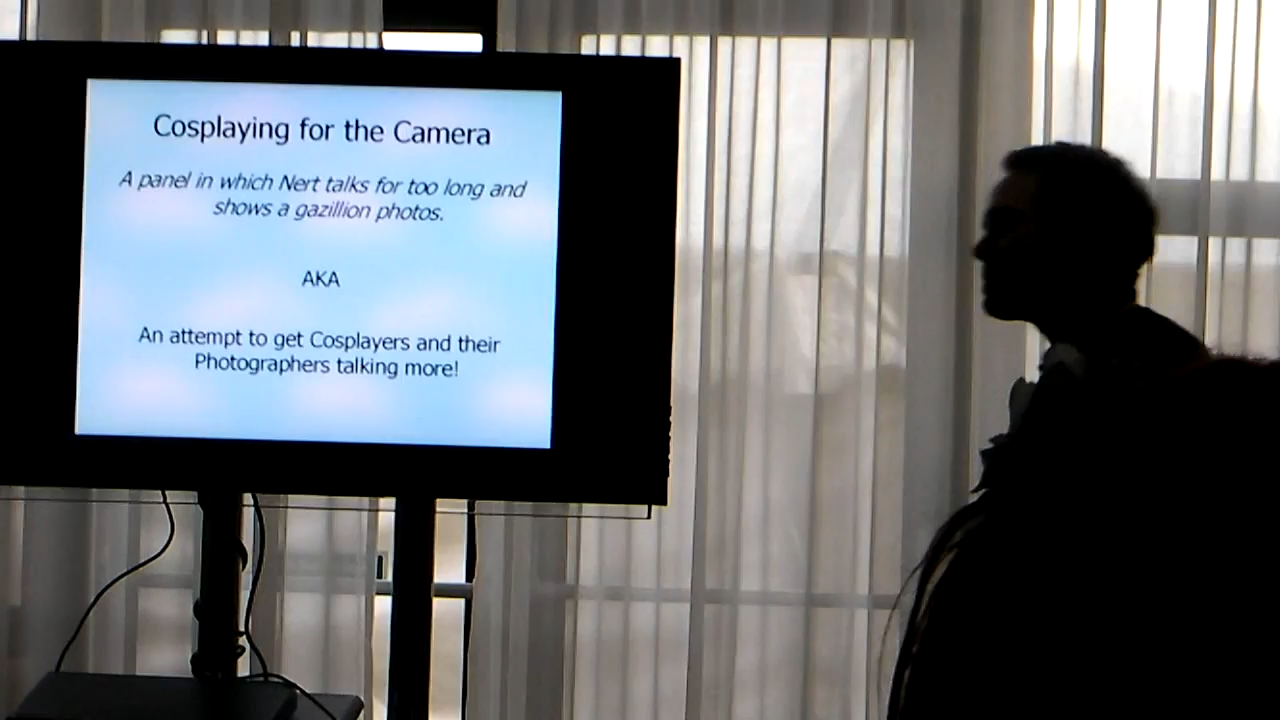 Cosplaying for the Camera
A panel in which Nert talks for too long and
shows a gazillion photos.
AKA
An attempt to get Cosplayers and their
Photographers talking more!